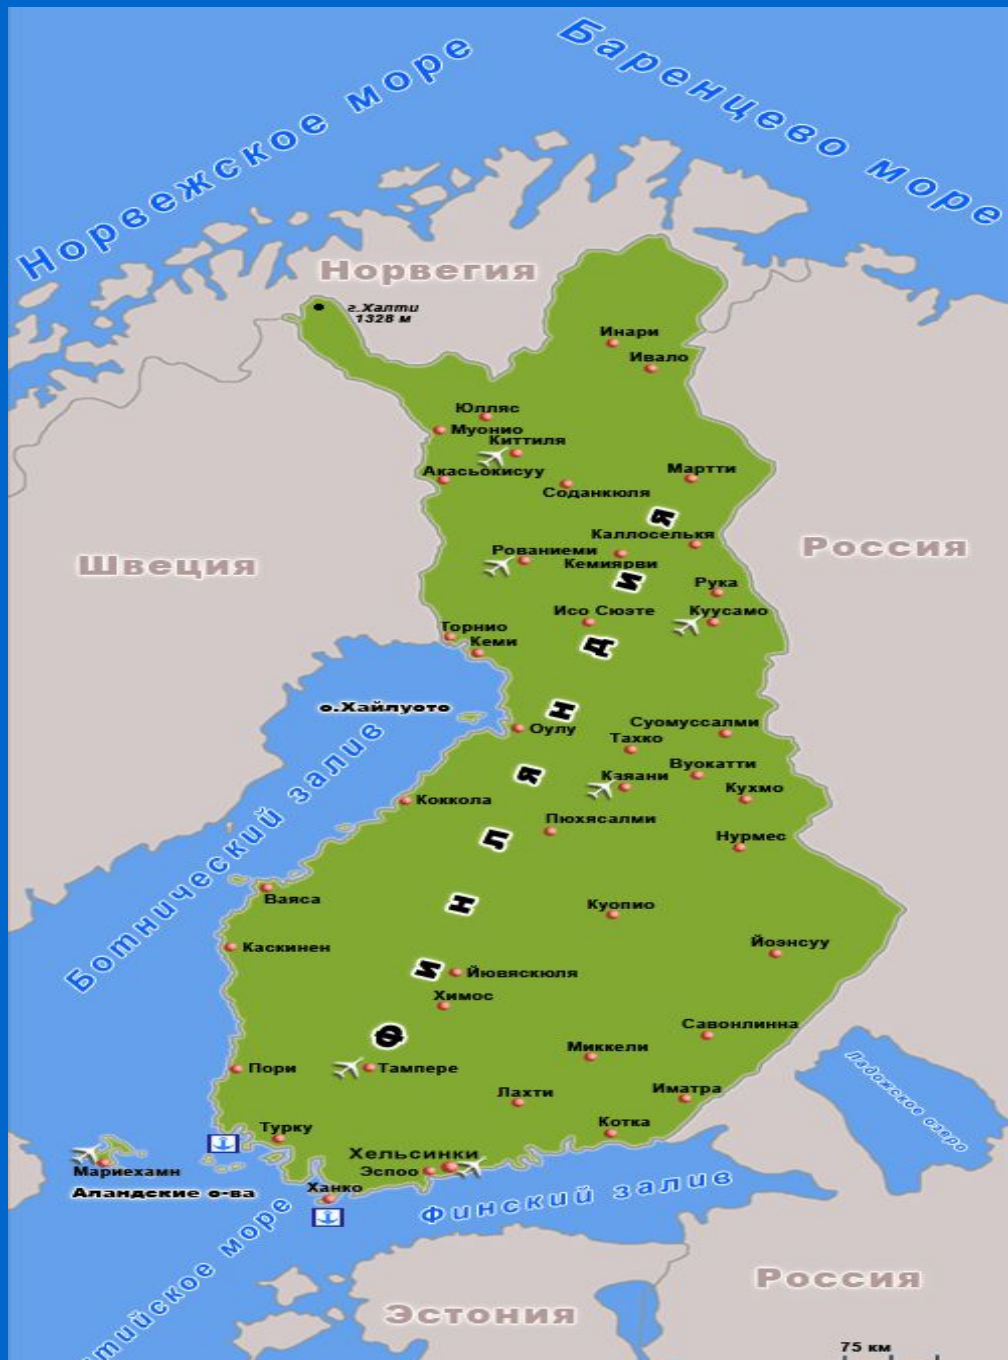 Норвежское море
Баренцево море
Норвегия
г.Халти
1328 м
Инари
Ивало
Юлляс
Муонио
Киттиля
Акасьокисуу
Мартти
Соданкюля
Каллоселькя
Рованиеми
Кемиярви
Швеция
Россия
Рука
Исо Сюэте
Куусамо
Торнио
Кеми
о.Хайлуото
Оулу
Суомуссалми
Тахко
Вуокатти
Каяани
Кухмо
Коккола
Пюхясалми
Нурмес
Ботнический залив
Финляндия
Вааса
Куопио
Каскинен
Йоэнсуу
Йювяскюля
Химос
Савонлинна
Миккели
Пори
Тампере
Лахти
Иматра
Ладожское озеро
Котка
Турку
Хельсинки
Эспоо
Мариехамн
Аландские о-ва
Ханко
Финский залив
тийское море
Россия
Эстония
75 км